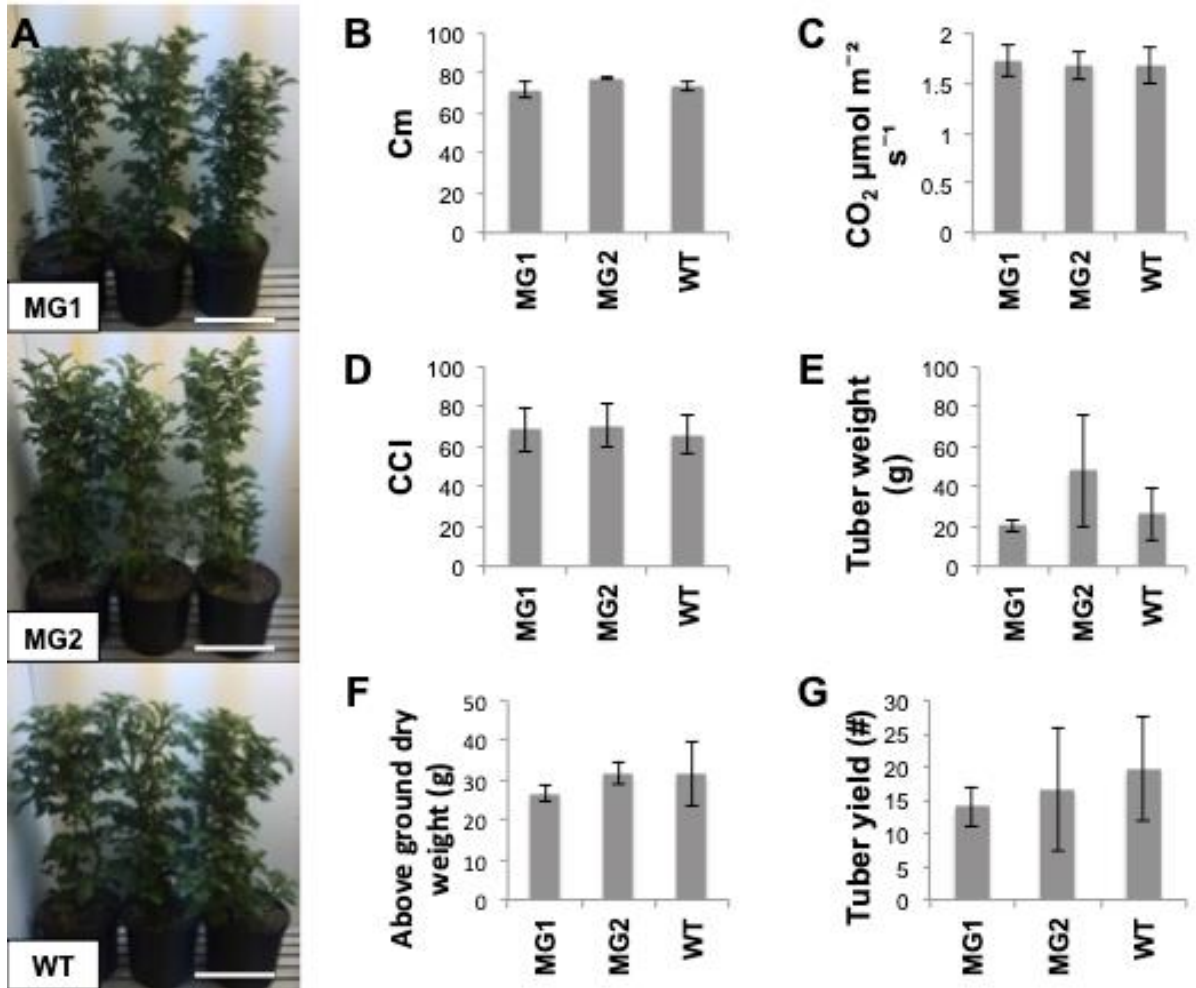 A
MG1
MG2
WT
B
Cm
100
80
60
40
20
0
MG1
MG2
WT
C
CO₂ µmol m⁻²
s⁻¹
2
1.5
1
0.5
0
MG1
MG2
WT
D
CCI
100
80
60
40
20
0
MG1
MG2
WT
E
Tuber weight
(g)
100
80
60
40
20
0
MG1
MG2
WT
F
Above ground dry
weight (g)
50
40
30
20
10
0
MG1
MG2
WT
G
Tuber yield (#)
30
25
20
15
10
5
0
MG1
MG2
WT